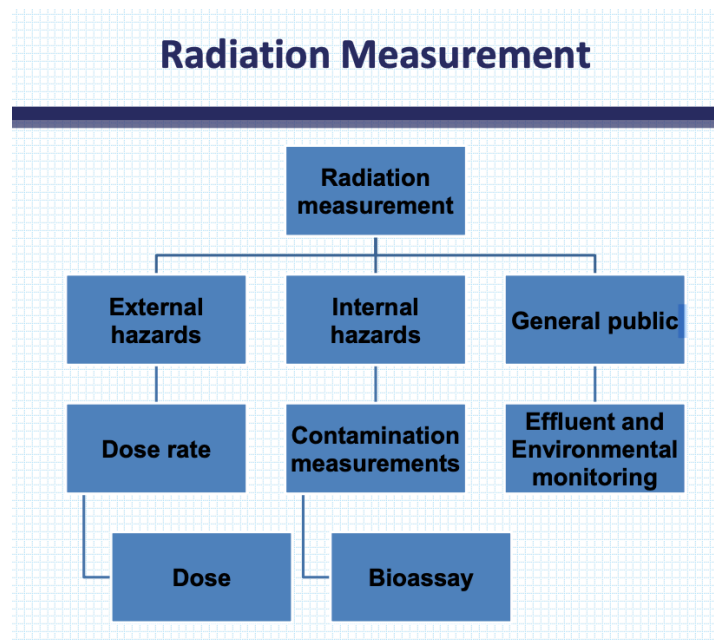 Radiation Measurement
Radiation
measurement
External
hazards
Internal
hazards
General public
Dose rate
Contamination
measurements
Effluent and
Environmental
monitoring
Dose
Bioassay